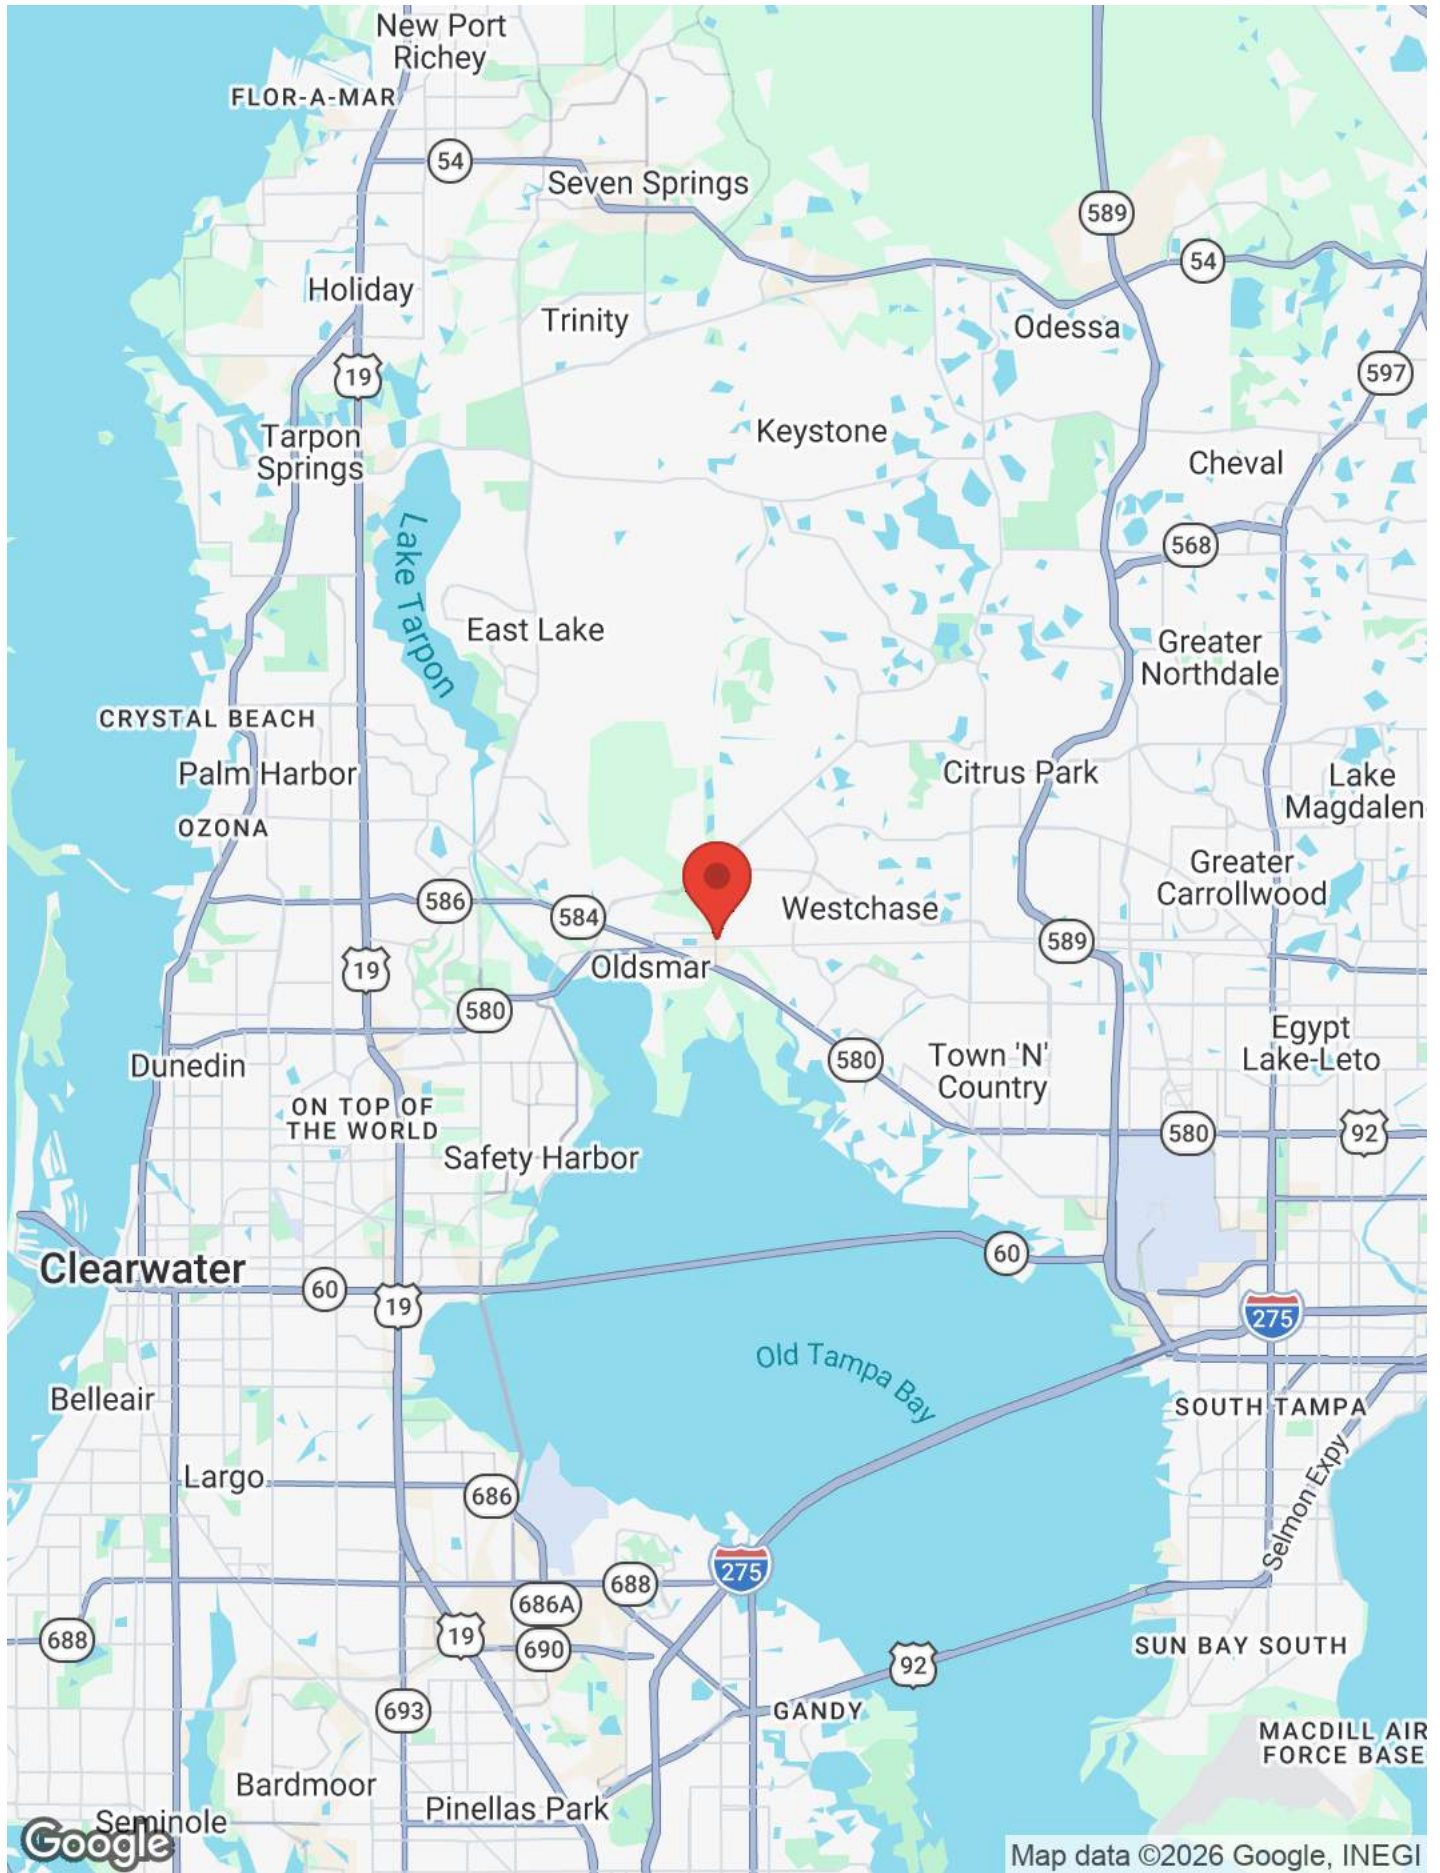 New Port
Richey
FLOR-A-MAR
54
Seven Springs
589
54
Holiday
Trinity
Odessa
19
597
Tarpon
Springs
Keystone
Cheval
Lake Tarpon
568
East Lake
Greater
Northdale
CRYSTAL BEACH
Palm Harbor
Citrus Park
Lake
Magdalen
OZONA
Greater
Carrollwood
586
584
Westchase
589
19
Oldsmar
580
Egypt
Lake-Leto
Dunedin
580
Town 'N'
Country
ON TOP OF
THE WORLD
580
92
Safety Harbor
60
Clearwater
60
19
275
Old Tampa Bay
Belleair
SOUTH TAMPA
Largo
686
Selmon Expy
275
688
686A
688
19
690
SUN BAY SOUTH
92
693
GANDY
MACDILL AIR
FORCE BASE
Bardmoor
Pinellas Park
Seminole
Google
Map data ©2026 Google, INEGI